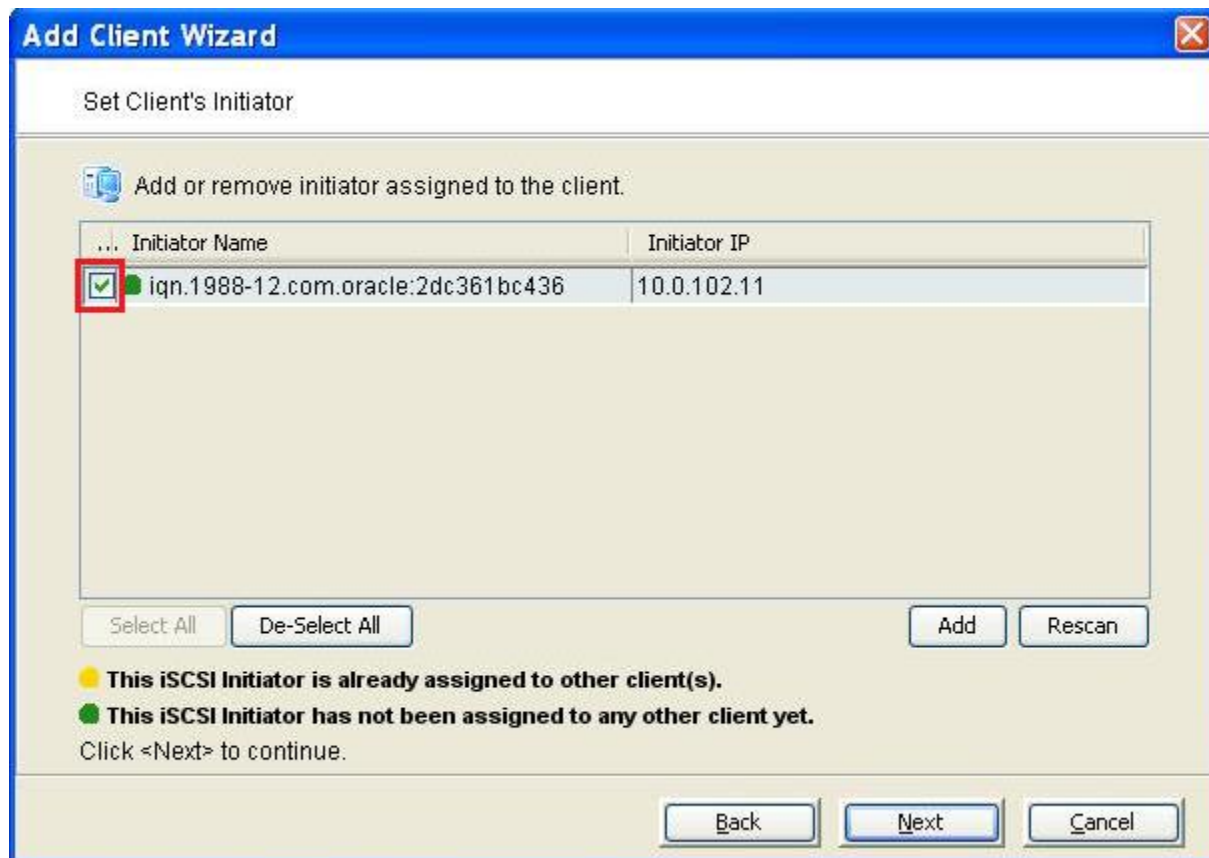 Add Client Wizard
Set Client's Initiator
Add or remove initiator assigned to the client.
... Initiator Name Initiator IP
iqn.1988-12.com.oracle:2dc361bc436 10.0.102.11
Select All De-Select All Add Rescan
This iSCSI Initiator is already assigned to other client(s).
This iSCSI Initiator has not been assigned to any other client yet.
Click <Next> to continue.
Back Next Cancel